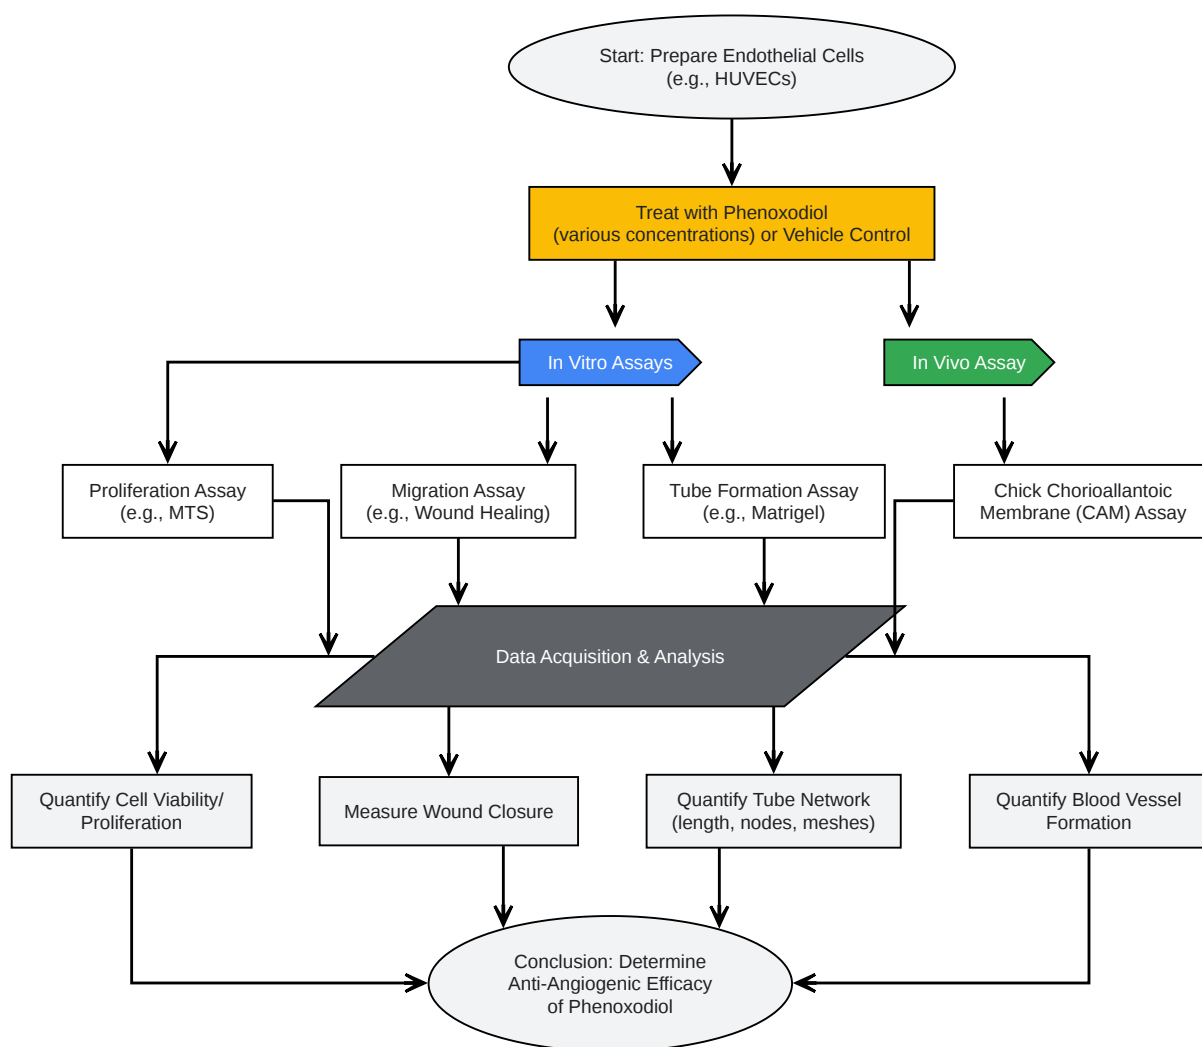 Start: Prepare Endothelial Cells
(e.g., HUVECs)
Treat with Phenoxodiol
(various concentrations) or Vehicle Control
In Vitro Assays
In Vivo Assay
Proliferation Assay
(e.g., MTS)
Migration Assay
(e.g., Wound Healing)
Tube Formation Assay
(e.g., Matrigel)
Chick Chorioallantoic
Membrane (CAM) Assay
Data Acquisition & Analysis
Quantify Cell Viability/
Proliferation
Measure Wound Closure
Quantify Tube Network
(length, nodes, meshes)
Quantify Blood Vessel
Formation
Conclusion: Determine
Anti-Angiogenic Efficacy
of Phenoxodiol